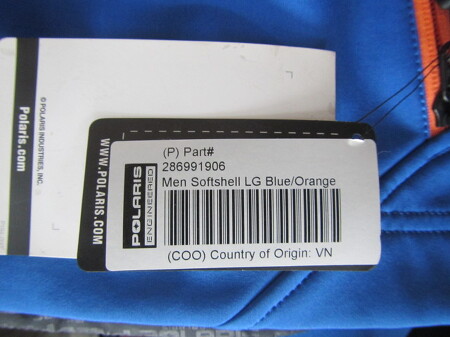 © POLARIS INDUSTRIES, INC.
Polaris.com
WWW.POLARIS.COM
POLARIS
ENGINEERED
(P) Part#
286991906
Men Softshell LG Blue/Orange
(COO) Country of Origin: VN